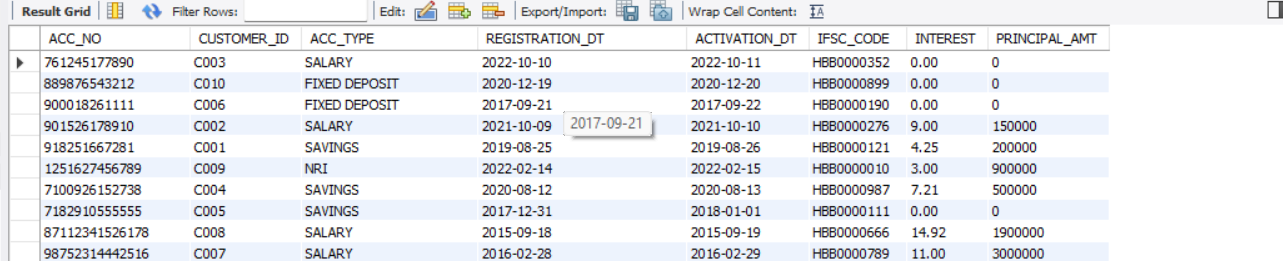 Result Grid Filter Rows: Edit: Export/Import: Wrap Cell Content:
ACC_NO CUSTOMER_ID ACC_TYPE REGISTRATION_DT ACTIVATION_DT IFSC_CODE INTEREST PRINCIPAL_AMT
761245177890 C003 SALARY 2022-10-10 2022-10-11 HBB0000352 0.00 0
889876543212 C010 FIXED DEPOSIT 2020-12-19 2020-12-20 HBB0000899 0.00 0
900018261111 C006 FIXED DEPOSIT 2017-09-21 2017-09-22 HBB0000190 0.00 0
901526178910 C002 SALARY 2021-10-09 2017-09-21 2021-10-10 HBB0000276 9.00 150000
918251667281 C001 SAVINGS 2019-08-25 2019-08-26 HBB0000121 4.25 200000
1251627456789 C009 NRI 2022-02-14 2022-02-15 HBB0000010 3.00 900000
7100926152738 C004 SAVINGS 2020-08-12 2020-08-13 HBB0000987 7.21 500000
7182910555555 C005 SAVINGS 2017-12-31 2018-01-01 HBB0000111 0.00 0
87112341526178 C008 SALARY 2015-09-18 2015-09-19 HBB0000666 14.92 1900000
98752314442516 C007 SALARY 2016-02-28 2016-02-29 HBB0000789 11.00 3000000